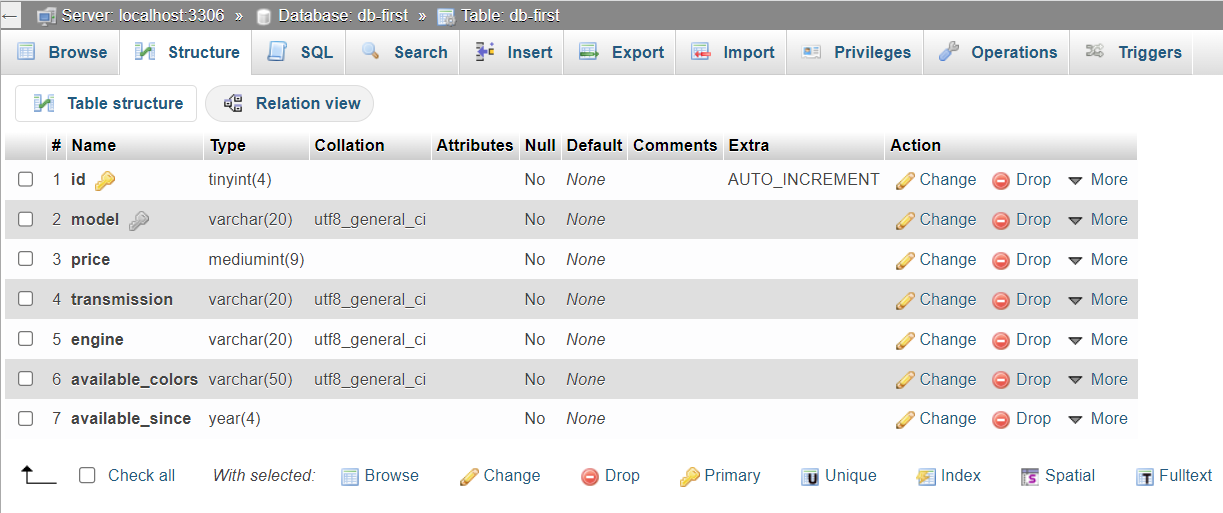 Server: localhost:3306 » Database: db-first » Table: db-first
Browse Structure SQL Search Insert Export Import Privileges Operations Triggers
Table structure Relation view
# Name Type Collation Attributes Null Default Comments Extra Action
1 id tinyint(4) No None AUTO_INCREMENT Change Drop More
2 model varchar(20) utf8_general_ci No None Change Drop More
3 price mediumint(9) No None Change Drop More
4 transmission varchar(20) utf8_general_ci No None Change Drop More
5 engine varchar(20) utf8_general_ci No None Change Drop More
6 available_colors varchar(50) utf8_general_ci No None Change Drop More
7 available_since year(4) No None Change Drop More
Check all With selected: Browse Change Drop Primary Unique Index Spatial Fulltext